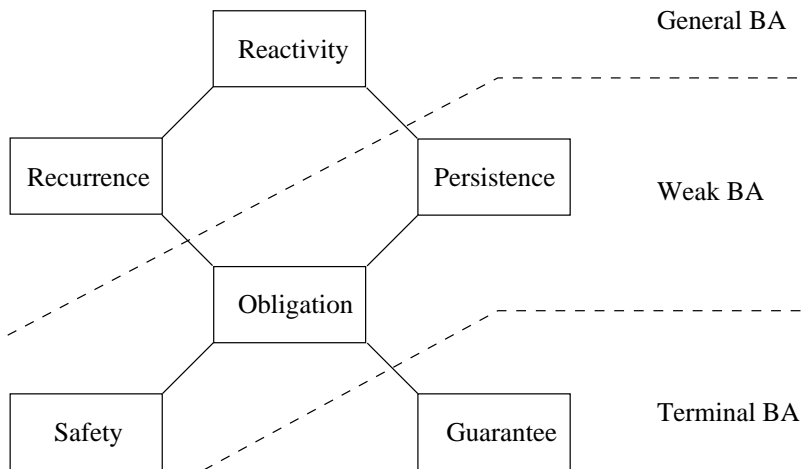 General BA
Reactivity
Recurrence
Persistence
Weak BA
Obligation
Safety
Guarantee
Terminal BA